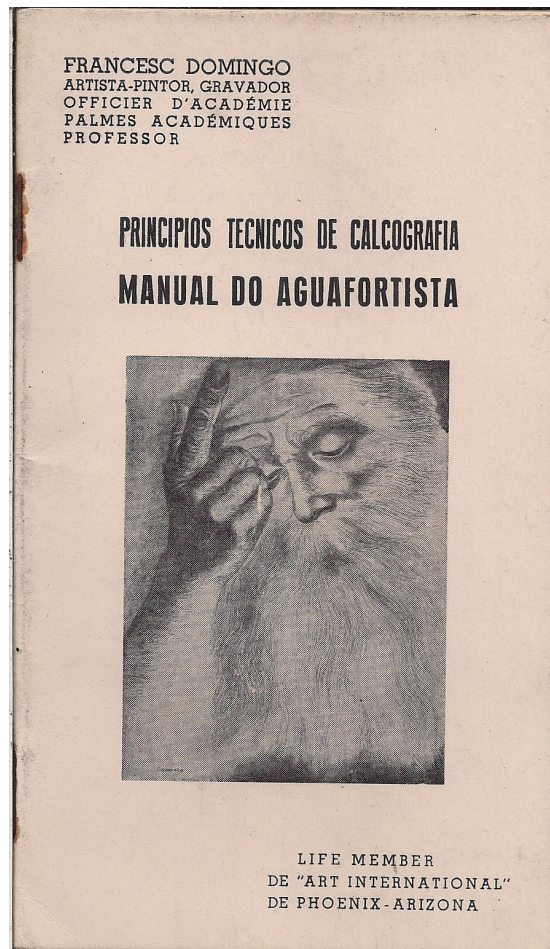 FRANCESC DOMINGO
ARTISTA-PINTOR, GRAVADOR
OFFICIER D'ACADÉMIE
PALMES ACADÉMIQUES
PROFESSOR
PRINCIPIOS TECNICOS DE CALCOGRAFIA
MANUAL DO AGUAFORTISTA
LIFE MEMBER
DE "ART INTERNATIONAL"
DE PHOENIX-ARIZONA